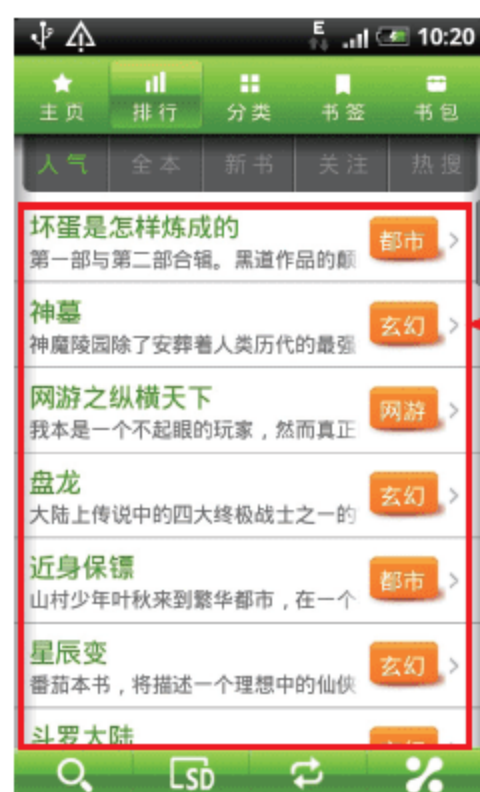 E
10:20
主页 排行 分类 书签 书包
人气 全本 新书 关注 热搜
坏蛋是怎样炼成的
都市
第一部与第二部合辑。黑道作品的颠
神墓
玄幻
神魔陵园除了安葬着人类历代的最强
网游之纵横天下
网游
我本是一个不起眼的玩家，然而真正
盘龙
玄幻
大陆上传说中的四大终极战士之一的
近身保镖
都市
山村少年叶秋来到繁华都市，在一个
星辰变
玄幻
番茄本书，将描述一个理想中的仙侠
斗罗大陆
SD